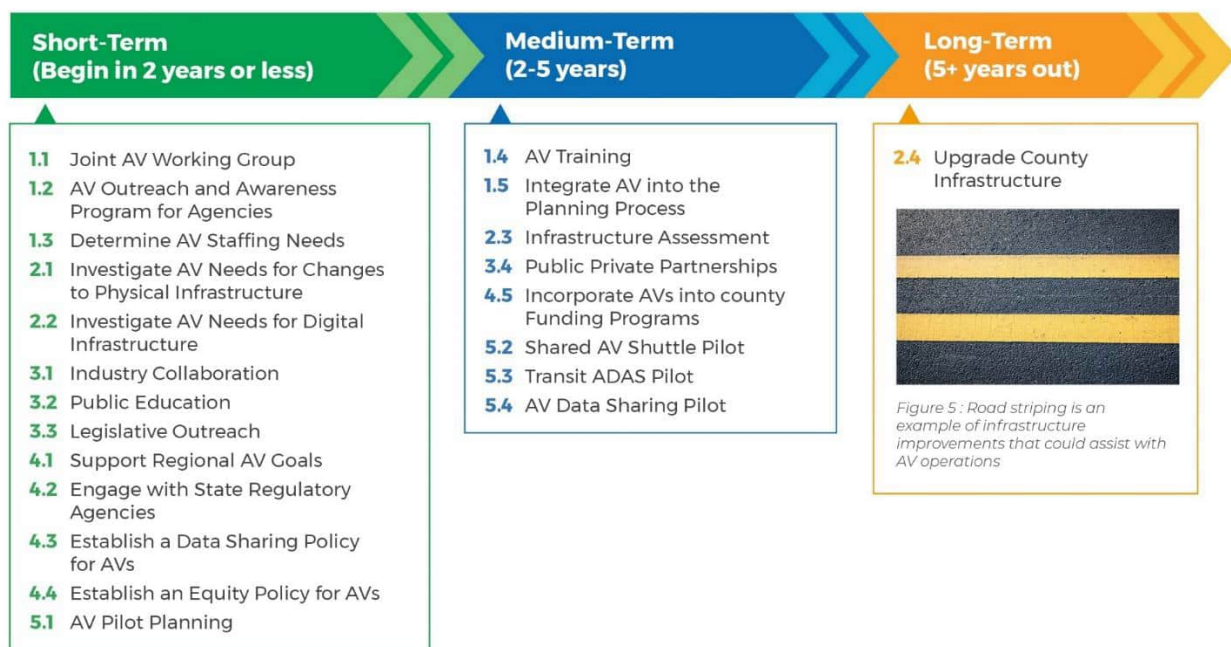 Short-Term
(Begin in 2 years or less)
Medium-Term
(2-5 years)
Long-Term
(5+ years out)
1.1 Joint AV Working Group
1.2 AV Outreach and Awareness
Program for Agencies
1.3 Determine AV Staffing Needs
2.1 Investigate AV Needs for Changes
to Physical Infrastructure
2.2 Investigate AV Needs for Digital
Infrastructure
3.1 Industry Collaboration
3.2 Public Education
3.3 Legislative Outreach
4.1 Support Regional AV Goals
4.2 Engage with State Regulatory
Agencies
4.3 Establish a Data Sharing Policy
for AVs
4.4 Establish an Equity Policy for AVs
5.1 AV Pilot Planning
1.4 AV Training
1.5 Integrate AV into the
Planning Process
2.3 Infrastructure Assessment
3.4 Public Private Partnerships
4.5 Incorporate AVs into county
Funding Programs
5.2 Shared AV Shuttle Pilot
5.3 Transit ADAS Pilot
5.4 AV Data Sharing Pilot
2.4 Upgrade County
Infrastructure
Figure 5 : Road striping is an
example of infrastructure
improvements that could assist with
AV operations